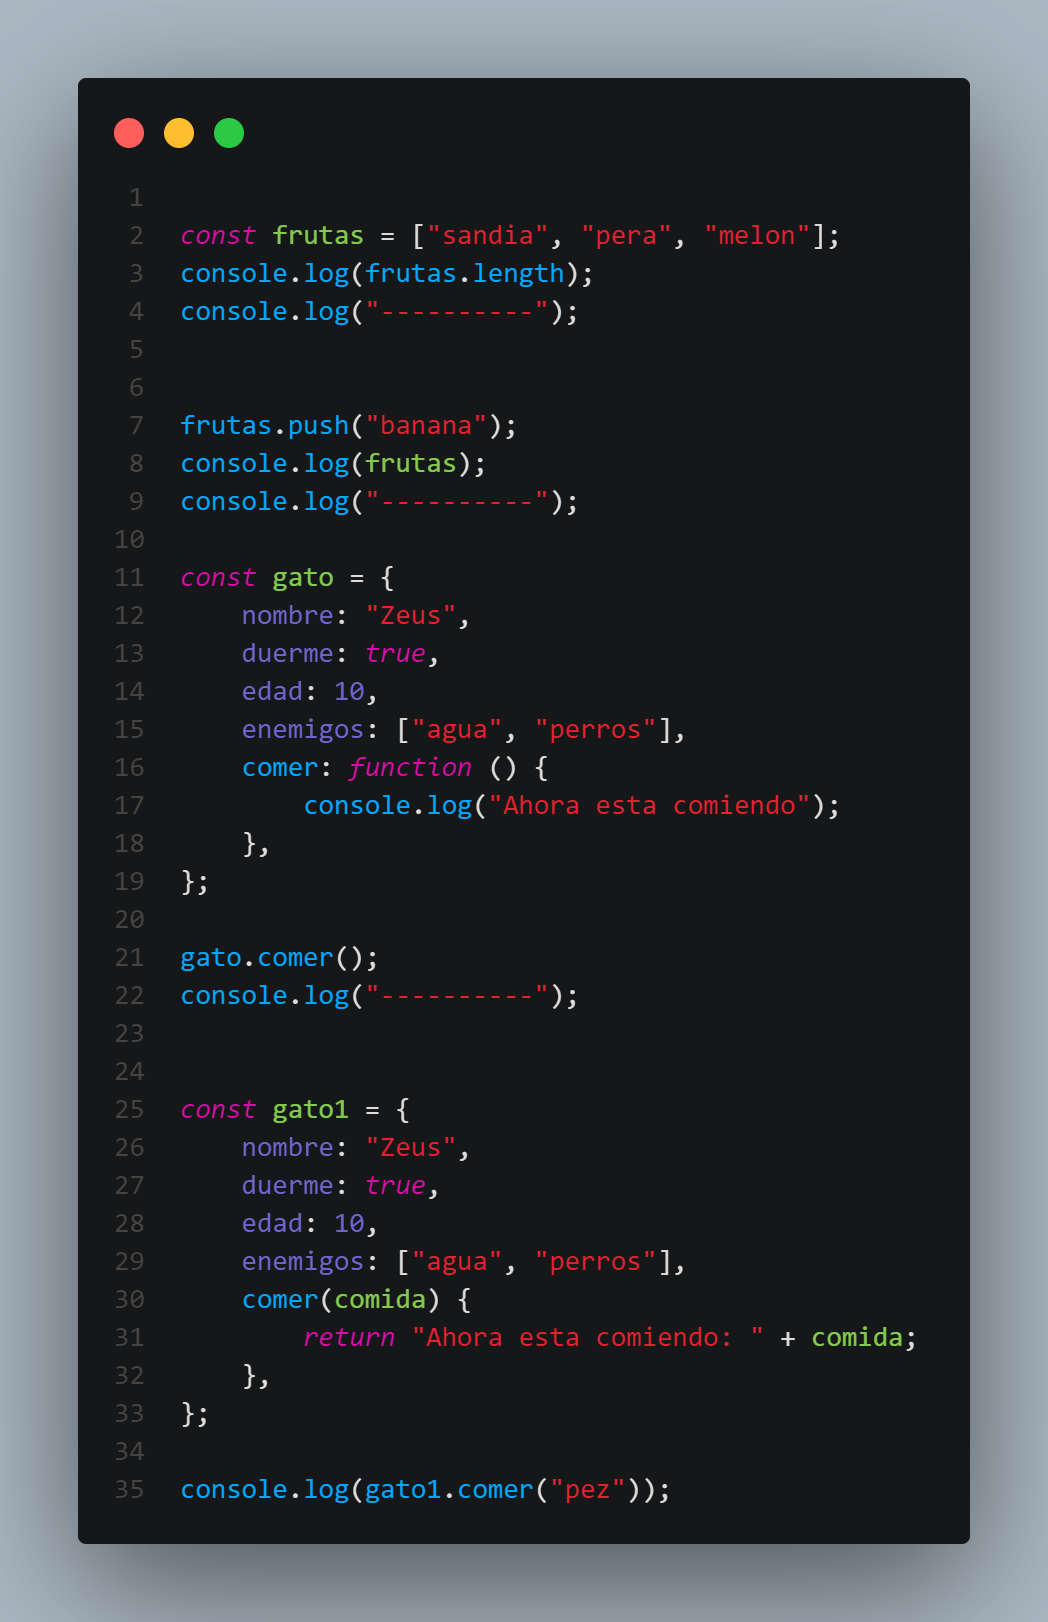 1
2 const frutas = ["sandia", "pera", "melon"];
3 console.log(frutas.length);
4 console.log("----------");
5
6
7 frutas.push("banana");
8 console.log(frutas);
9 console.log("----------");
10
11 const gato = {
12     nombre: "Zeus",
13     duerme: true,
14     edad: 10,
15     enemigos: ["agua", "perros"],
16     comer: function () {
17         console.log("Ahora esta comiendo");
18     },
19 };
20
21 gato.comer();
22 console.log("----------");
23
24
25 const gato1 = {
26     nombre: "Zeus",
27     duerme: true,
28     edad: 10,
29     enemigos: ["agua", "perros"],
30     comer(comida) {
31         return "Ahora esta comiendo: " + comida;
32     },
33 };
34
35 console.log(gato1.comer("pez"));